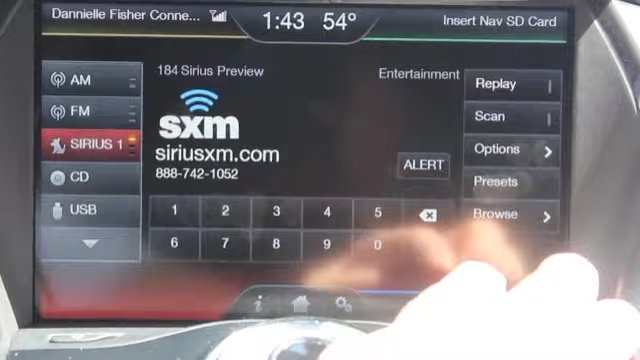 Dannielle Fisher Conne...
1:43 54°
Insert Nav SD Card
AM
FM
SIRIUS 1
CD
USB
184 Sirius Preview
Entertainment
sxm
siriusxm.com
888-742-1052
ALERT
1 2 3 4 5
6 7 8 9 0
Replay
Scan
Options
Presets
Browse